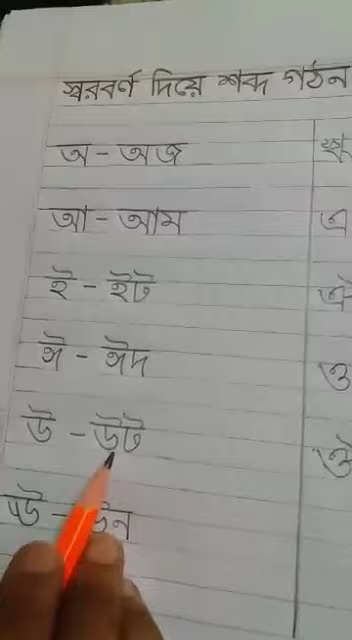 স্বরবর্ণ দিয়ে শব্দ গঠন
অ - অজ
আ - আম
ই - ইট
ঈ - ঈদ
উ - উট
ঊ -
এ
ঐ
ও
ঔ